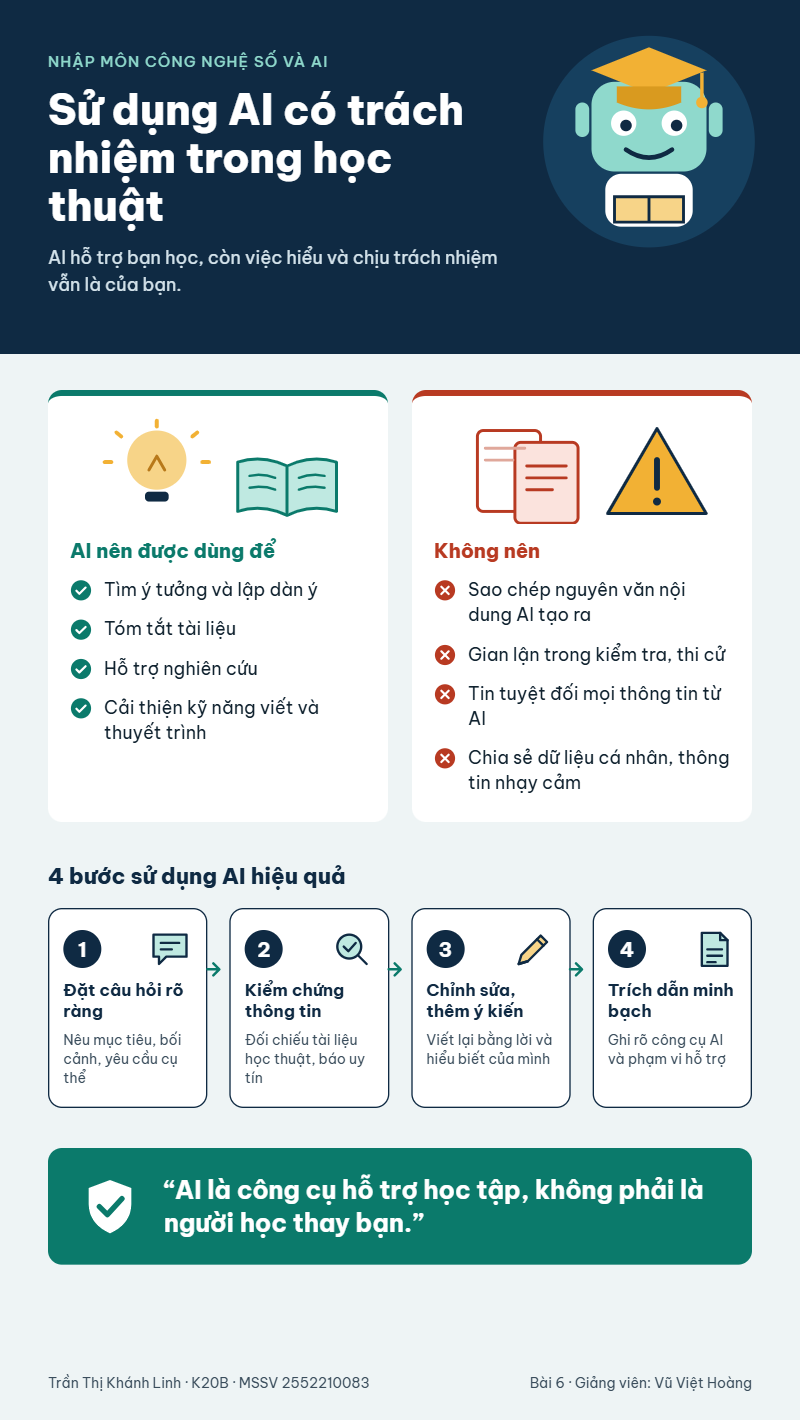 NHẬP MÔN CÔNG NGHỆ SỐ VÀ AI
Sử dụng AI có trách
nhiệm trong học
thuật
AI hỗ trợ bạn học, còn việc hiểu và chịu trách nhiệm
vẫn là của bạn.
AI nên được dùng để
Tìm ý tưởng và lập dàn ý
Tóm tắt tài liệu
Hỗ trợ nghiên cứu
Cải thiện kỹ năng viết và
thuyết trình
Không nên
Sao chép nguyên văn nội
dung AI tạo ra
Gian lận trong kiểm tra, thi cử
Tin tuyệt đối mọi thông tin từ
AI
Chia sẻ dữ liệu cá nhân, thông
tin nhạy cảm
4 bước sử dụng AI hiệu quả
1
Đặt câu hỏi rõ
ràng
Nêu mục tiêu, bối
cảnh, yêu cầu cụ
thể
2
Kiểm chứng
thông tin
Đối chiếu tài liệu
học thuật, báo uy
tín
3
Chỉnh sửa,
thêm ý kiến
Viết lại bằng lời và
hiểu biết của mình
4
Trích dẫn minh
bạch
Ghi rõ công cụ AI
và phạm vi hỗ trợ
“AI là công cụ hỗ trợ học tập, không phải là
người học thay bạn.”
Trần Thị Khánh Linh · K20B · MSSV 2552210083
Bài 6 · Giảng viên: Vũ Việt Hoàng